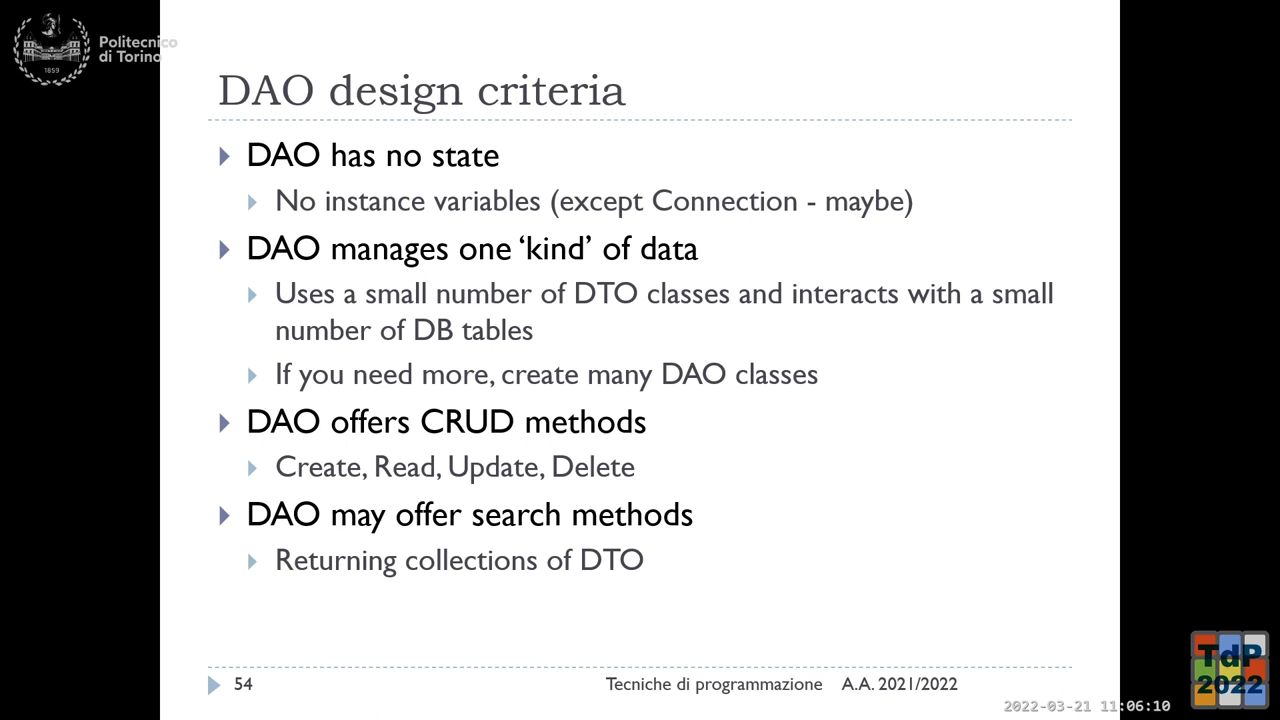 Politecnico
di Torino
1859
DAO design criteria
DAO has no state
No instance variables (except Connection - maybe)
DAO manages one ‘kind’ of data
Uses a small number of DTO classes and interacts with a small
number of DB tables
If you need more, create many DAO classes
DAO offers CRUD methods
Create, Read, Update, Delete
DAO may offer search methods
Returning collections of DTO
54 Tecniche di programmazione A.A. 2021/2022
2022-03-21 11:06:10
TdP
2022